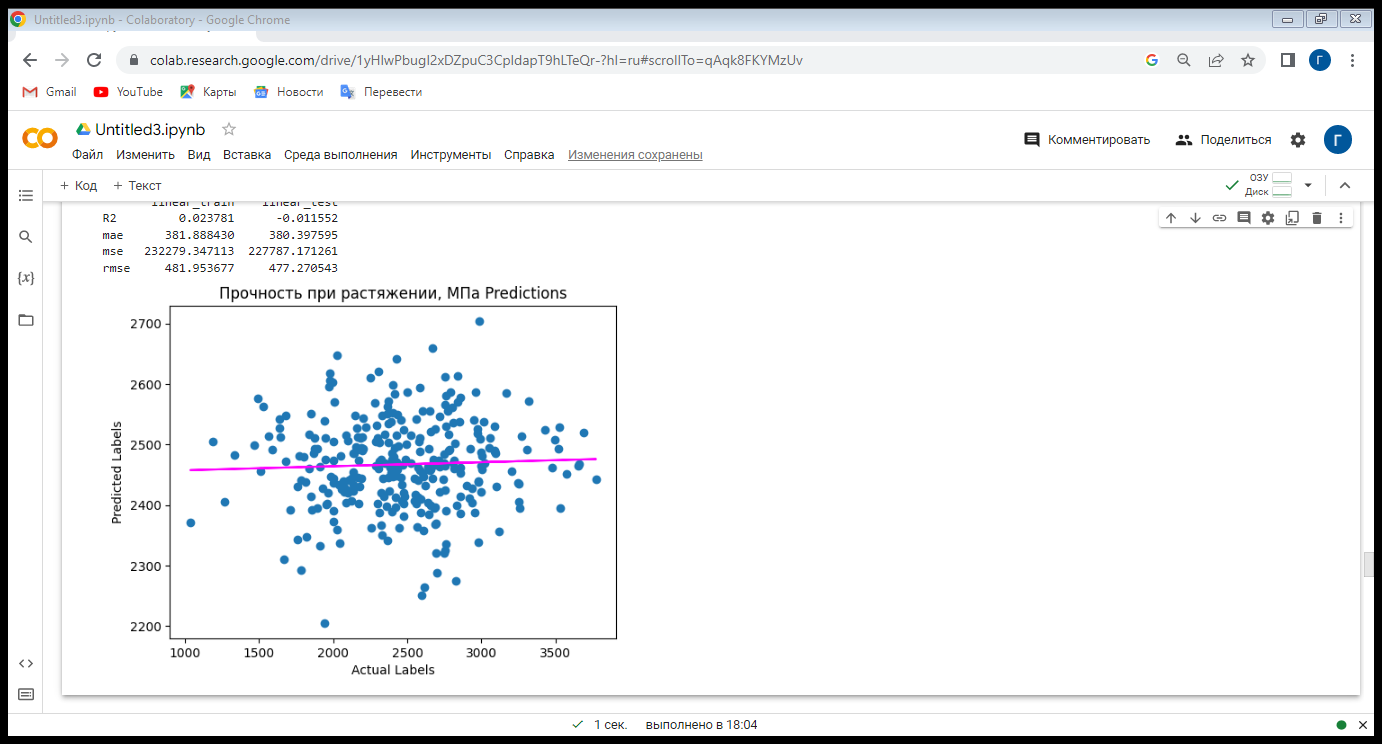 Untitled3.ipynb - Colaboratory - Google Chrome
colab.research.google.com/drive/1yHlwPbugI2xDZpuC3CpIdapT9hLTeQr-?hl=ru#scrollTo=qAqk8FKYMzUv
Г
Gmail YouTube Карты Новости Перевести
Untitled3.ipynb
Файл Изменить Вид Вставка Среда выполнения Инструменты Справка Изменения сохранены
Комментировать Поделиться Г
+ Код + Текст
ОЗУ
Диск
linear_train linear_test
R2 0.023781 -0.011552
mae 381.888430 380.397595
mse 232279.347113 227787.171261
rmse 481.953677 477.270543
{x}
Прочность при растяжении, МПа Predictions
2700
2600
2500
2400
2300
2200
Predicted Labels
1000 1500 2000 2500 3000 3500
Actual Labels
1 сек. выполнено в 18:04